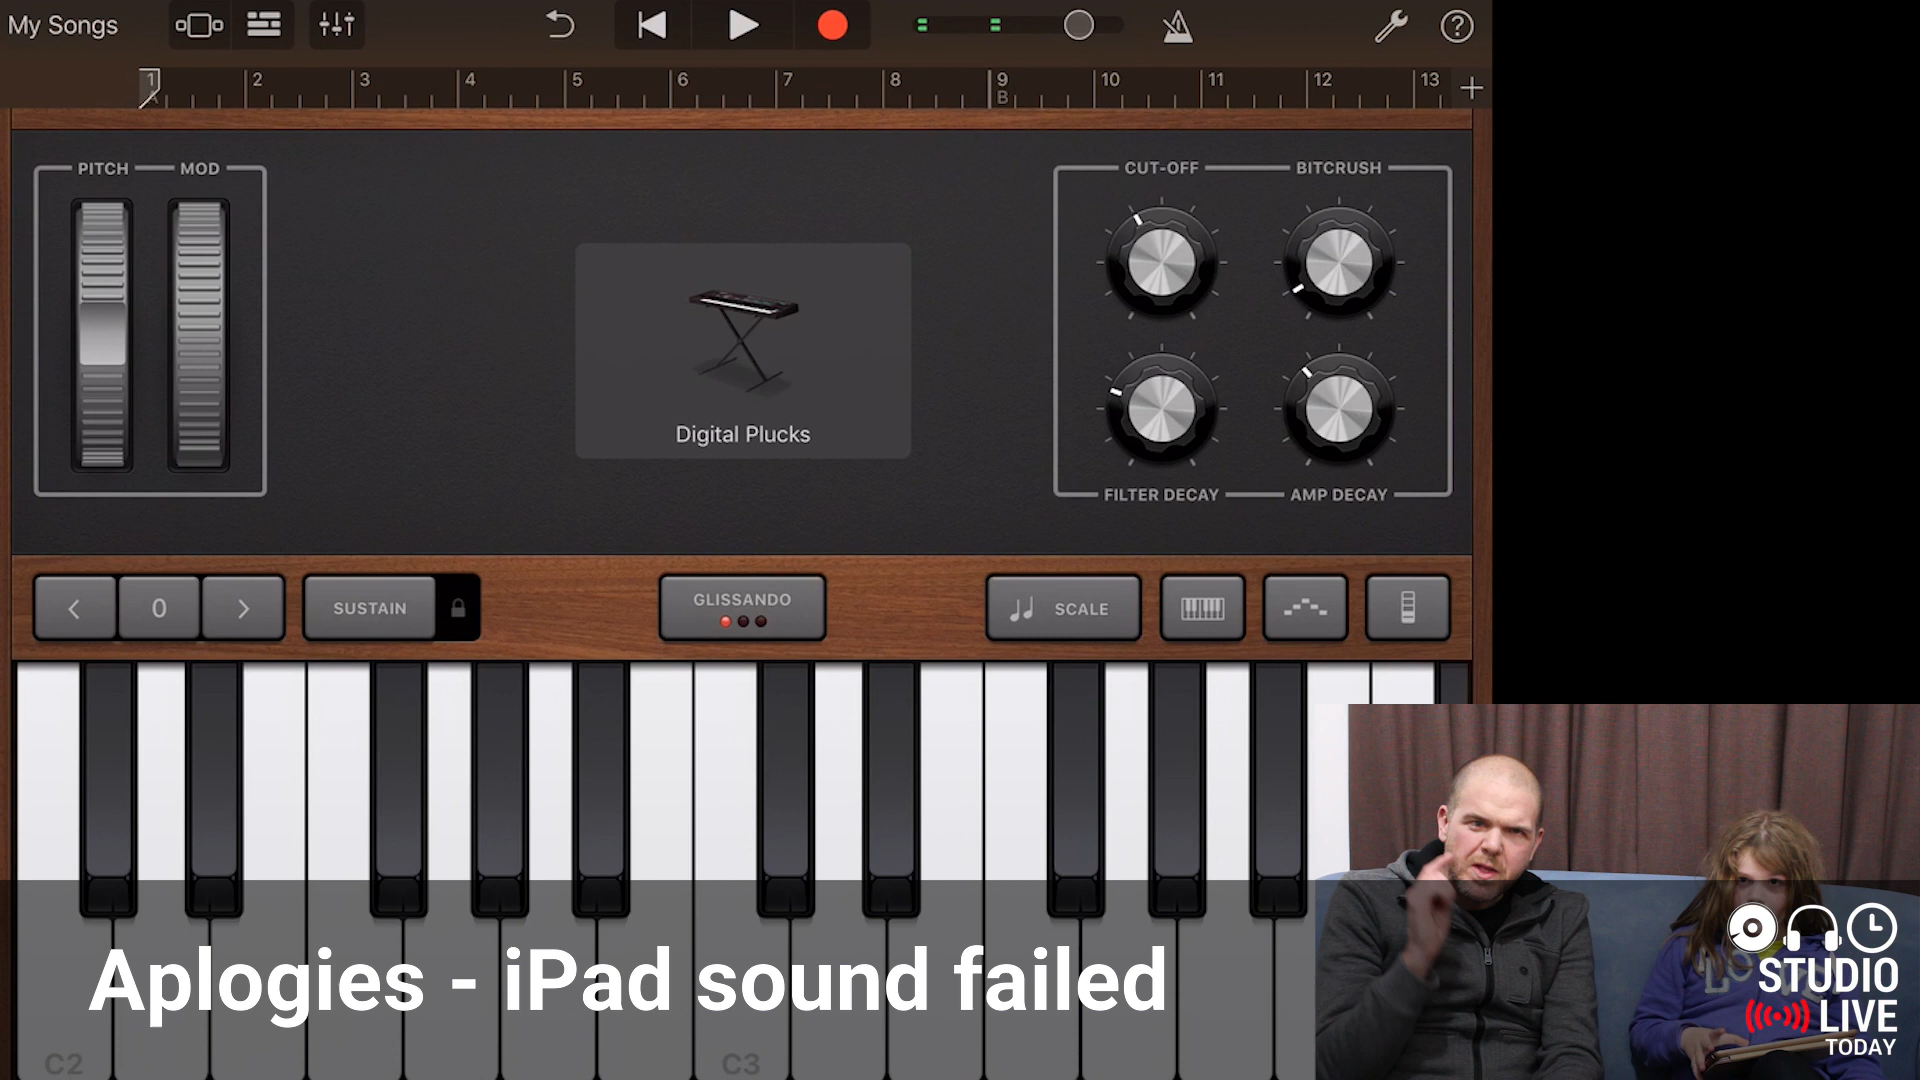 My Songs
1 2 3 4 5 6 7 8 9 10 11 12 13
A B
PITCH MOD
CUT-OFF BITCRUSH
Digital Plucks
FILTER DECAY AMP DECAY
0 SUSTAIN GLISSANDO SCALE
Aplogies - iPad sound failed
C2 C3
STUDIO
LIVE
TODAY